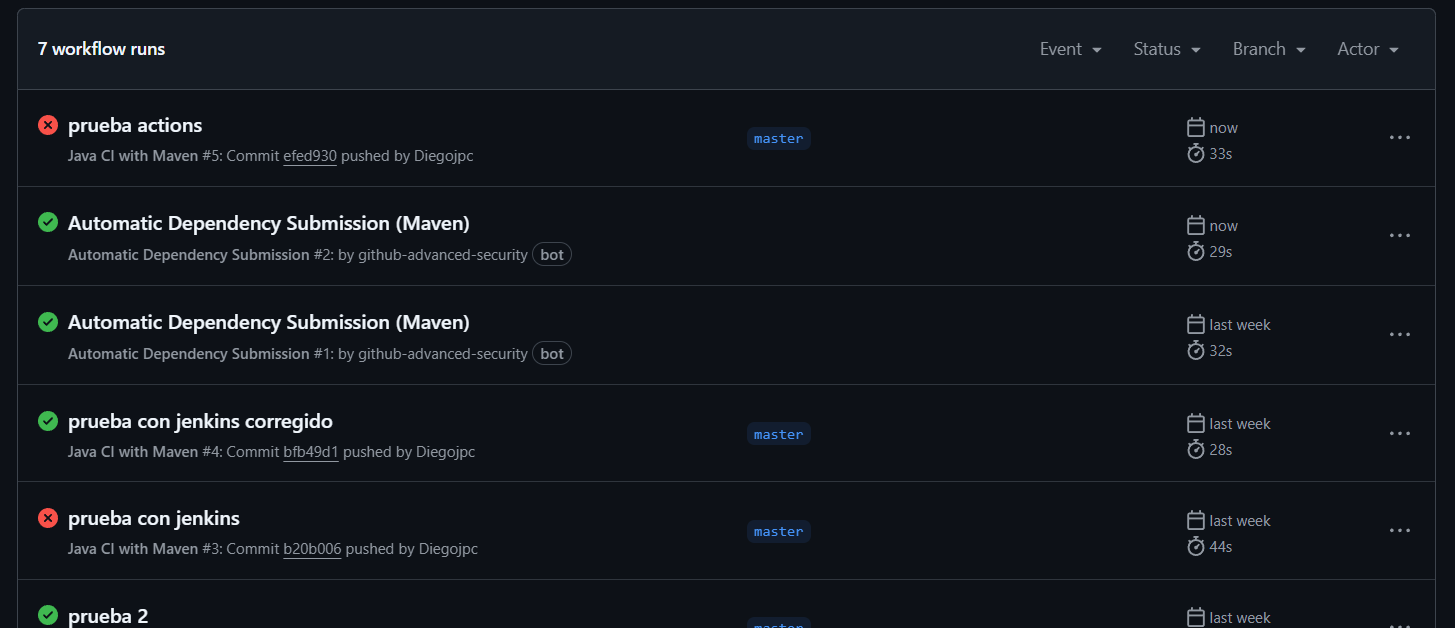 7 workflow runs
Event Status Branch Actor
prueba actions
Java CI with Maven #5: Commit efed930 pushed by Diegojpc
master
now
33s
Automatic Dependency Submission (Maven)
Automatic Dependency Submission #2: by github-advanced-security bot
now
29s
Automatic Dependency Submission (Maven)
Automatic Dependency Submission #1: by github-advanced-security bot
last week
32s
prueba con jenkins corregido
Java CI with Maven #4: Commit bfb49d1 pushed by Diegojpc
master
last week
28s
prueba con jenkins
Java CI with Maven #3: Commit b20b006 pushed by Diegojpc
master
last week
44s
prueba 2
master
last week